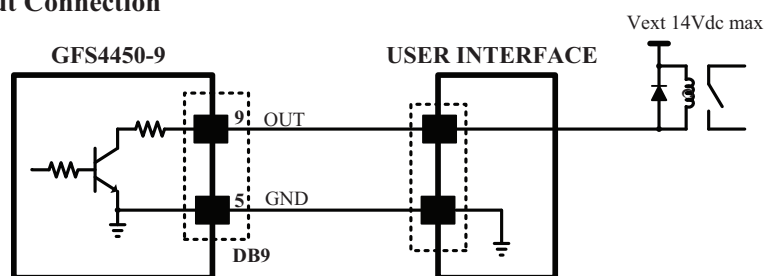 Connection
Vext 14Vdc max
GFS4450-9
USER INTERFACE
9 OUT
5 GND
DB9